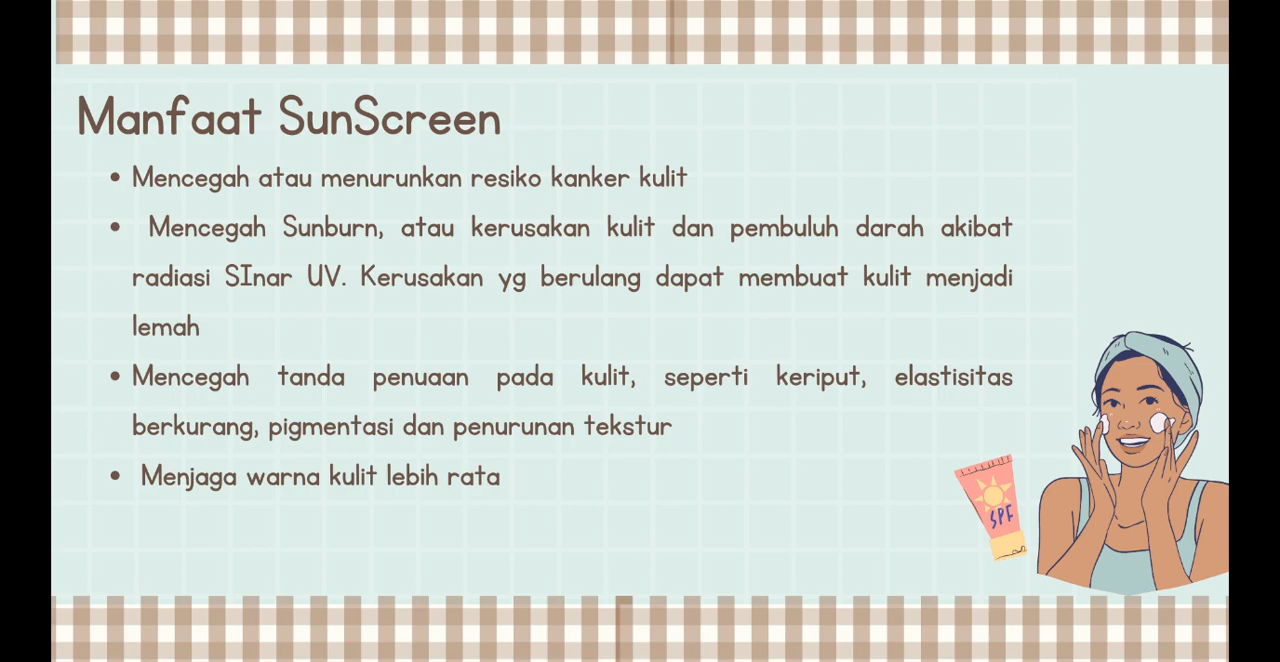 Manfaat SunScreen
• Mencegah atau menurunkan resiko kanker kulit
• Mencegah Sunburn, atau kerusakan kulit dan pembuluh darah akibat
radiasi SInar UV. Kerusakan yg berulang dapat membuat kulit menjadi
lemah
• Mencegah tanda penuaan pada kulit, seperti keriput, elastisitas
berkurang, pigmentasi dan penurunan tekstur
• Menjaga warna kulit lebih rata
SPF